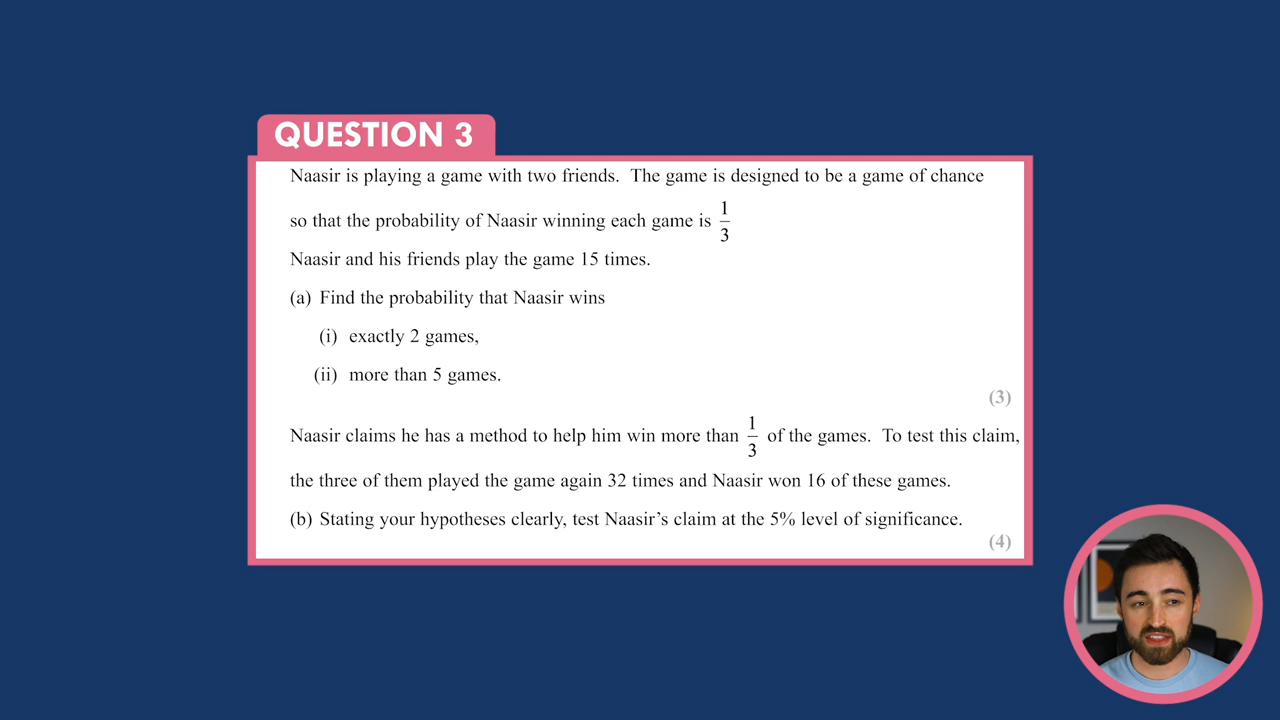 QUESTION 3
Naasir is playing a game with two friends. The game is designed to be a game of chance
so that the probability of Naasir winning each game is 1/3
Naasir and his friends play the game 15 times.
(a) Find the probability that Naasir wins
(i) exactly 2 games,
(ii) more than 5 games.
(3)
Naasir claims he has a method to help him win more than 1/3 of the games. To test this claim,
the three of them played the game again 32 times and Naasir won 16 of these games.
(b) Stating your hypotheses clearly, test Naasir's claim at the 5% level of significance.
(4)